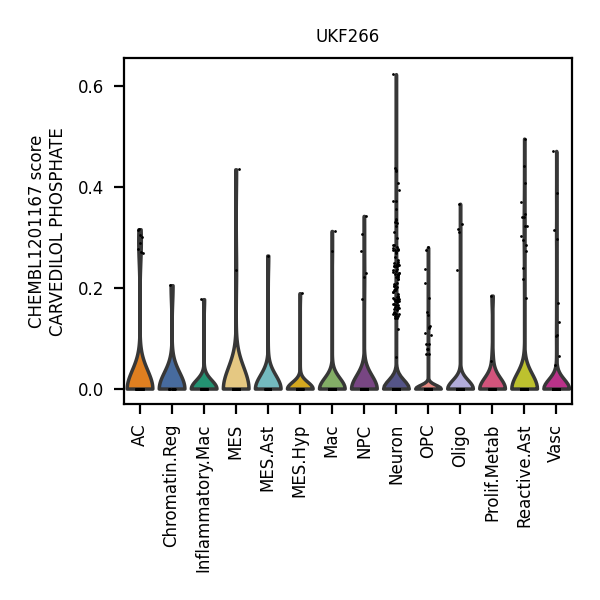 UKF266
CHEMBL1201167 score
CARVEDILOL PHOSPHATE
0.6
0.4
0.2
0.0
AC
Chromatin.Reg
Inflammatory.Mac
MES
MES.Ast
MES.Hyp
Mac
NPC
Neuron
OPC
Oligo
Prolif.Metab
Reactive.Ast
Vasc